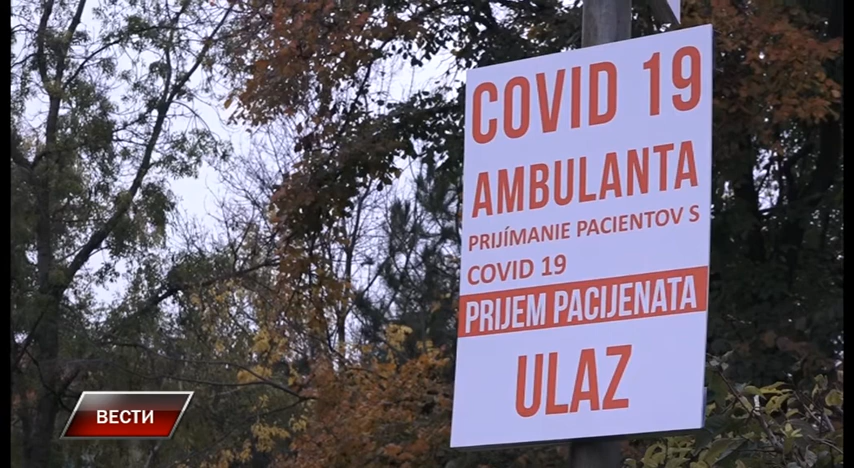 COVID 19
AMBULANTA
PRIJÍMANIE PACIENTOV S
COVID 19
PRIJEM PACIJENATA
ULAZ
ВЕСТИ